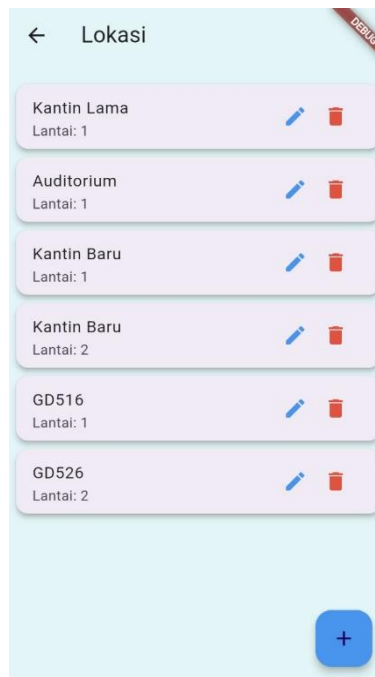 Lokasi
Kantin Lama
Lantai: 1
Auditorium
Lantai: 1
Kantin Baru
Lantai: 1
Kantin Baru
Lantai: 2
GD516
Lantai: 1
GD526
Lantai: 2
+